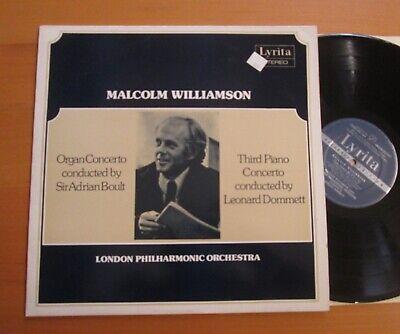 Lyrita
STEREO
MALCOLM WILLIAMSON
Organ Concerto
conducted by
Sir Adrian Boult
Third Piano
Concerto
conducted by
Leonard Dommett
LONDON PHILHARMONIC ORCHESTRA
Lyrita